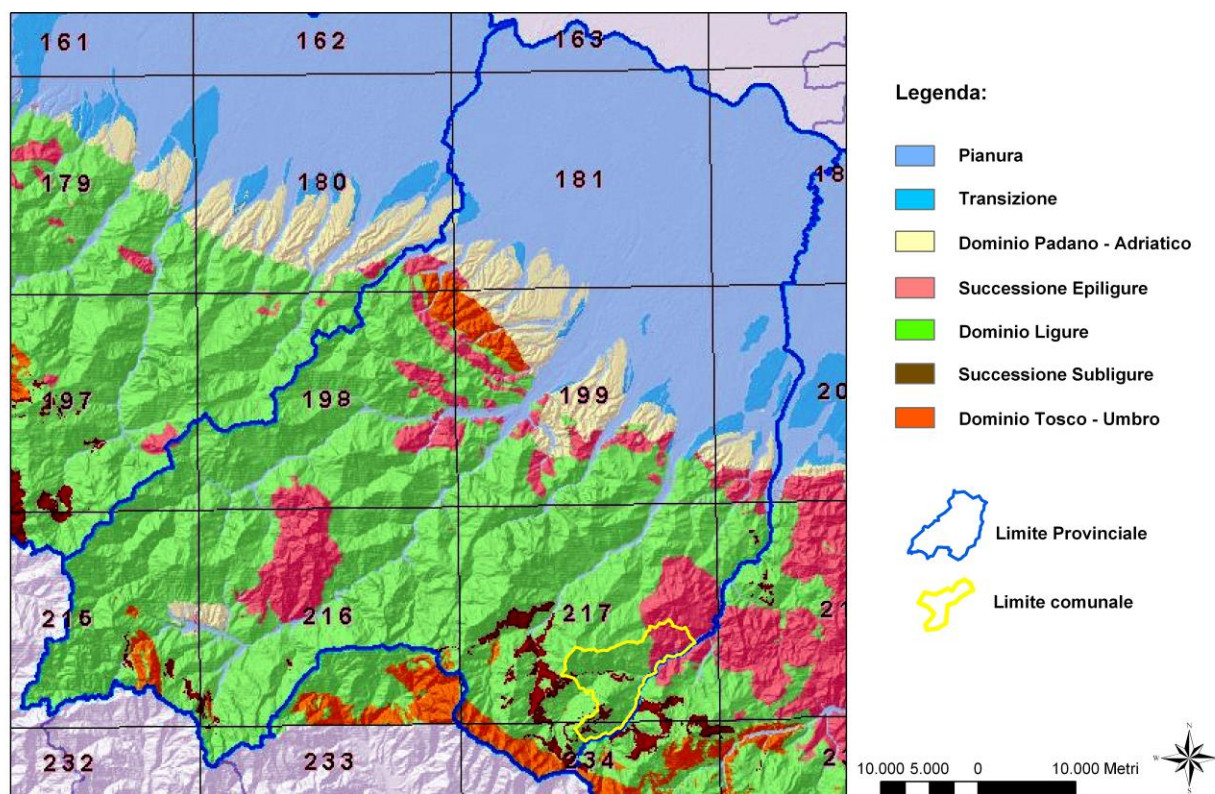 161 162 163
179 180 181 18
197 198 199 20
215 216 217 21
232 233 234 23
Legenda:
Pianura
Transizione
Dominio Padano - Adriatico
Successione Epiligure
Dominio Ligure
Successione Subligure
Dominio Tosco - Umbro
Limite Provinciale
Limite comunale
10.000 5.000 0 10.000 Metri
N
W E
S